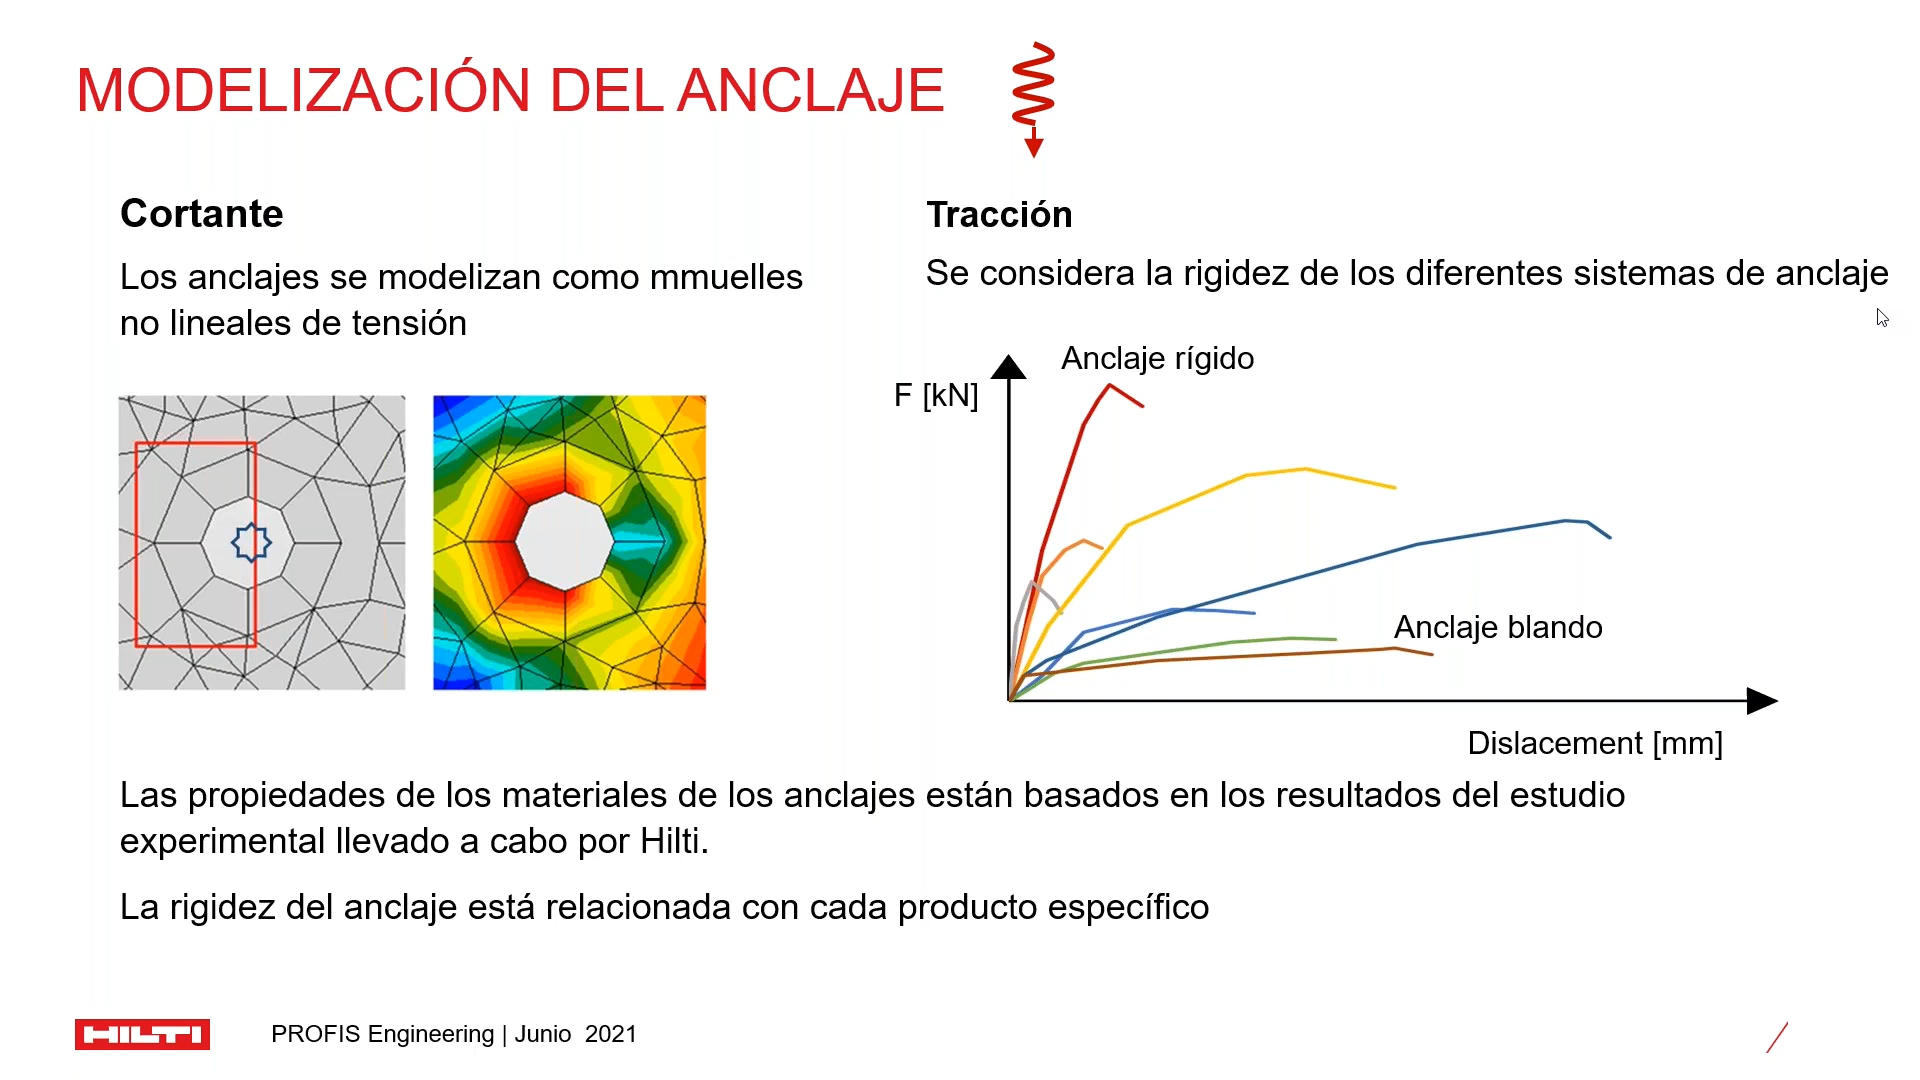 MODELIZACIÓN DEL ANCLAJE
Cortante
Los anclajes se modelizan como mmuelles
no lineales de tensión
Tracción
Se considera la rigidez de los diferentes sistemas de anclaje
F [kN]
Anclaje rígido
Anclaje blando
Dislacement [mm]
Las propiedades de los materiales de los anclajes están basados en los resultados del estudio
experimental llevado a cabo por Hilti.
La rigidez del anclaje está relacionada con cada producto específico
HILTI
PROFIS Engineering | Junio 2021